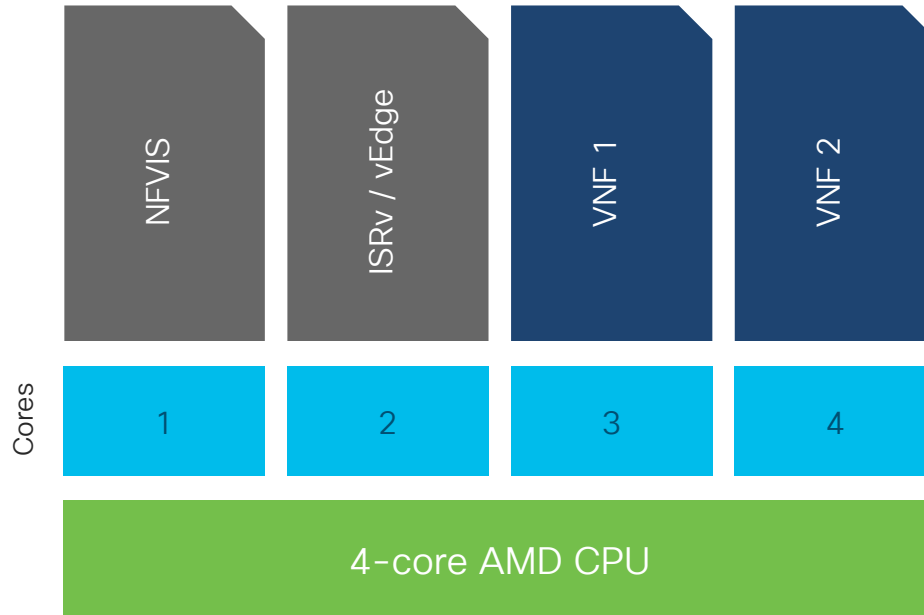 NFVIS
ISRv / vEdge
VNF 1
VNF 2
Cores
1
2
3
4
4-core AMD CPU